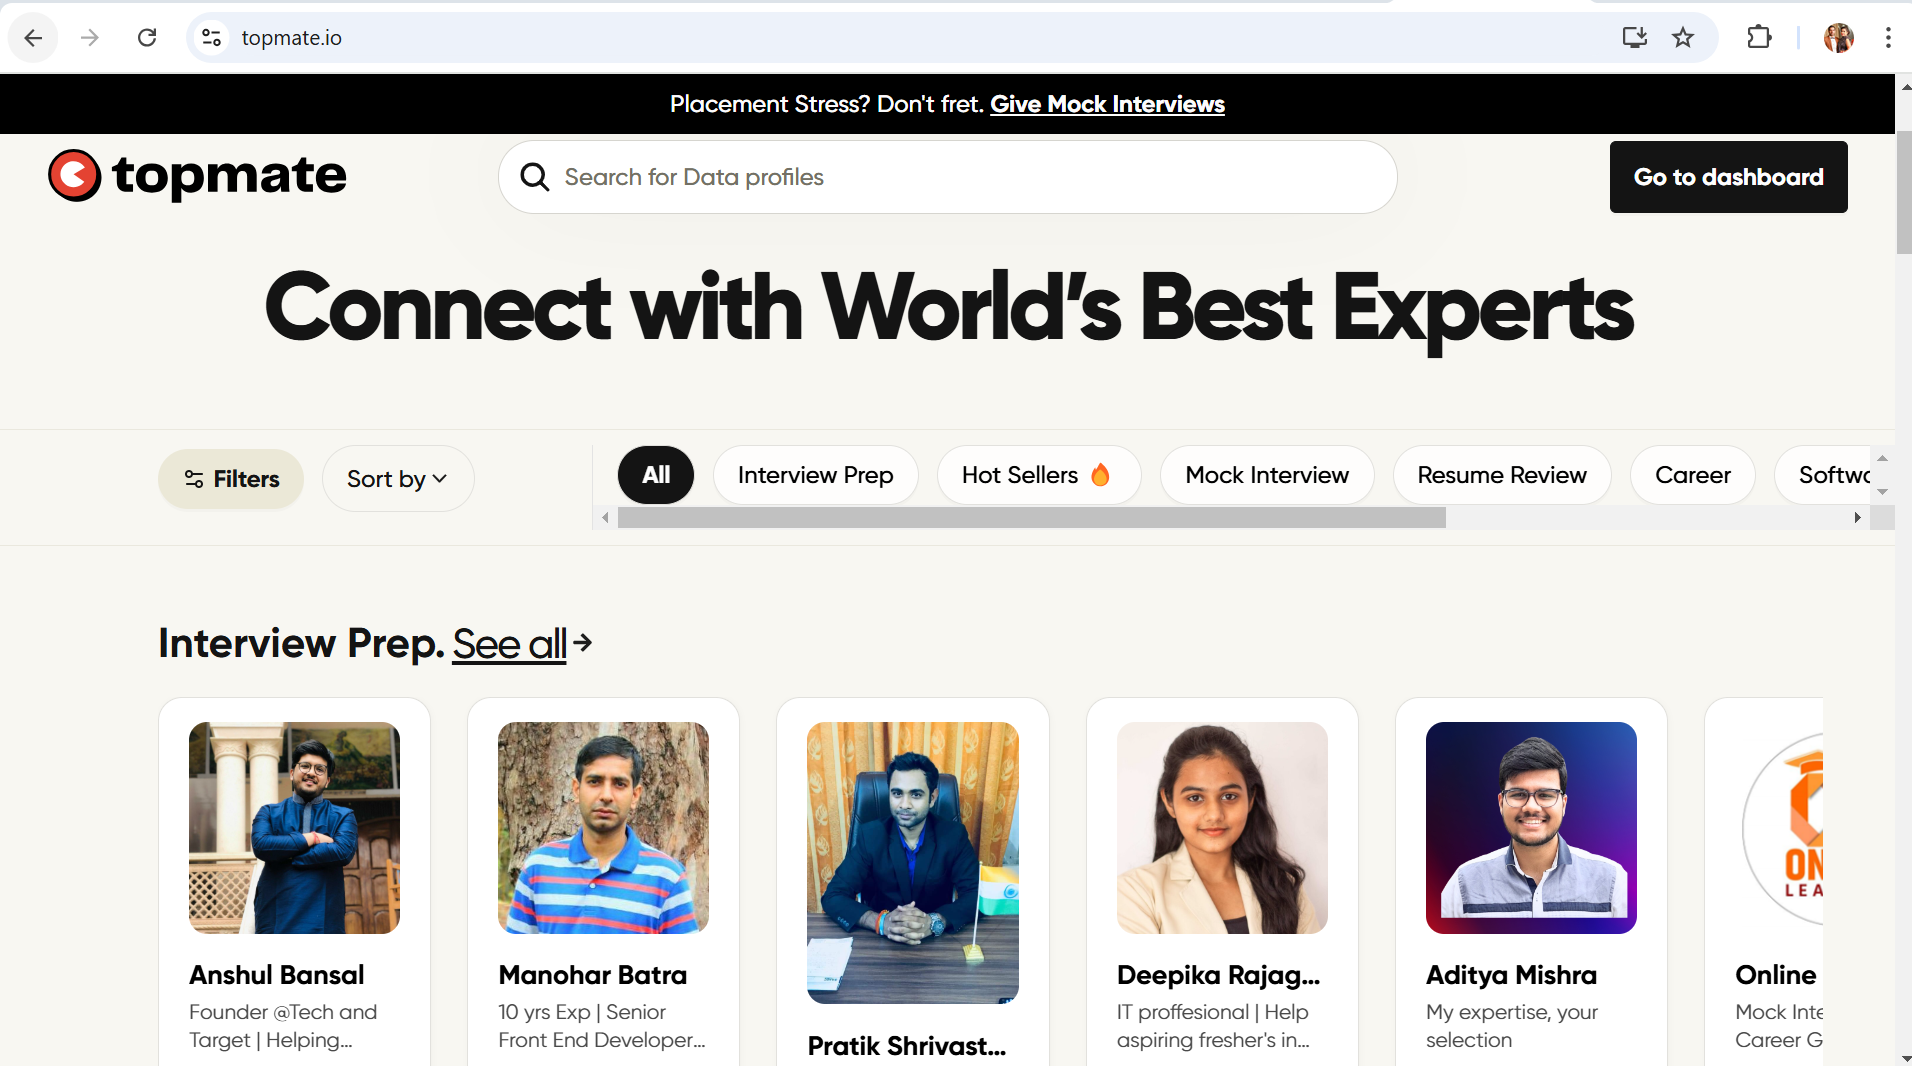 topmate.io
Placement Stress? Don't fret. Give Mock Interviews
topmate
Search for Data profiles
Go to dashboard
Connect with World's Best Experts
Filters
Sort by
All
Interview Prep
Hot Sellers
Mock Interview
Resume Review
Career
Softwa
Interview Prep. See all
Anshul Bansal
Founder @Tech and
Target | Helping...
Manohar Batra
10 yrs Exp | Senior
Front End Developer...
Pratik Shrivast...
Deepika Rajag...
IT proffesional | Help
aspiring fresher's in...
Aditya Mishra
My expertise, your
selection
ON
LEA
Online
Mock Inte
Career G